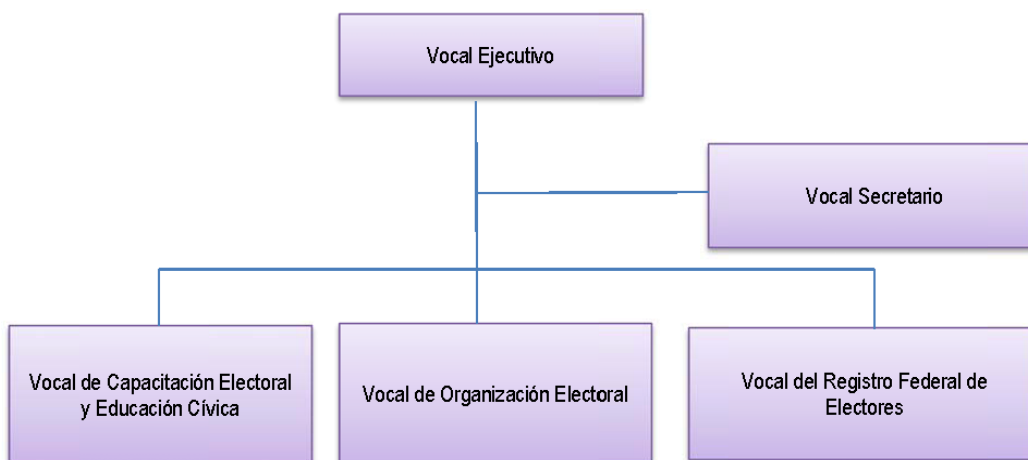 Vocal Ejecutivo
Vocal Secretario
Vocal de Capacitación Electoral
y Educación Cívica
Vocal de Organización Electoral
Vocal del Registro Federal de
Electores